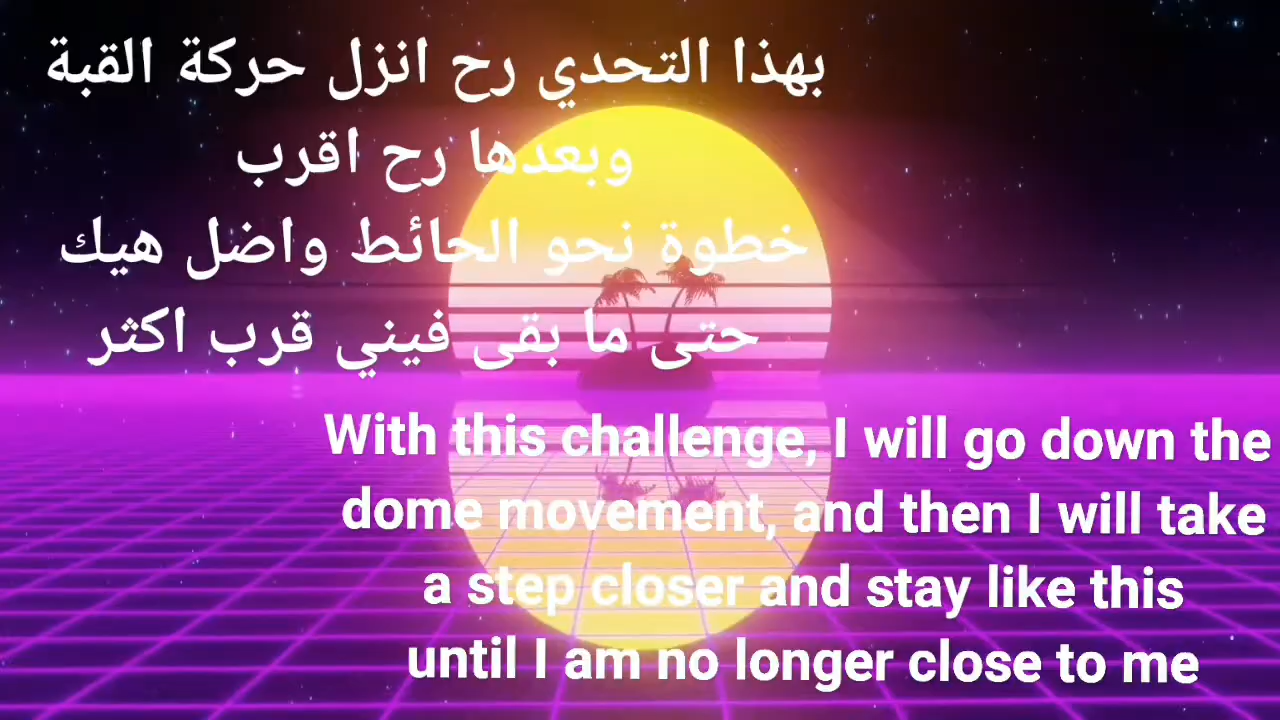 بهذا التحدي رح انزل حركة القبة
وبعدها رح اقرب
خطوة نحو الحائط واضل هيك
حتى ما بقى فيني قرب اكثر
With this challenge, I will go down the
dome movement, and then I will take
a step closer and stay like this
until I am no longer close to me